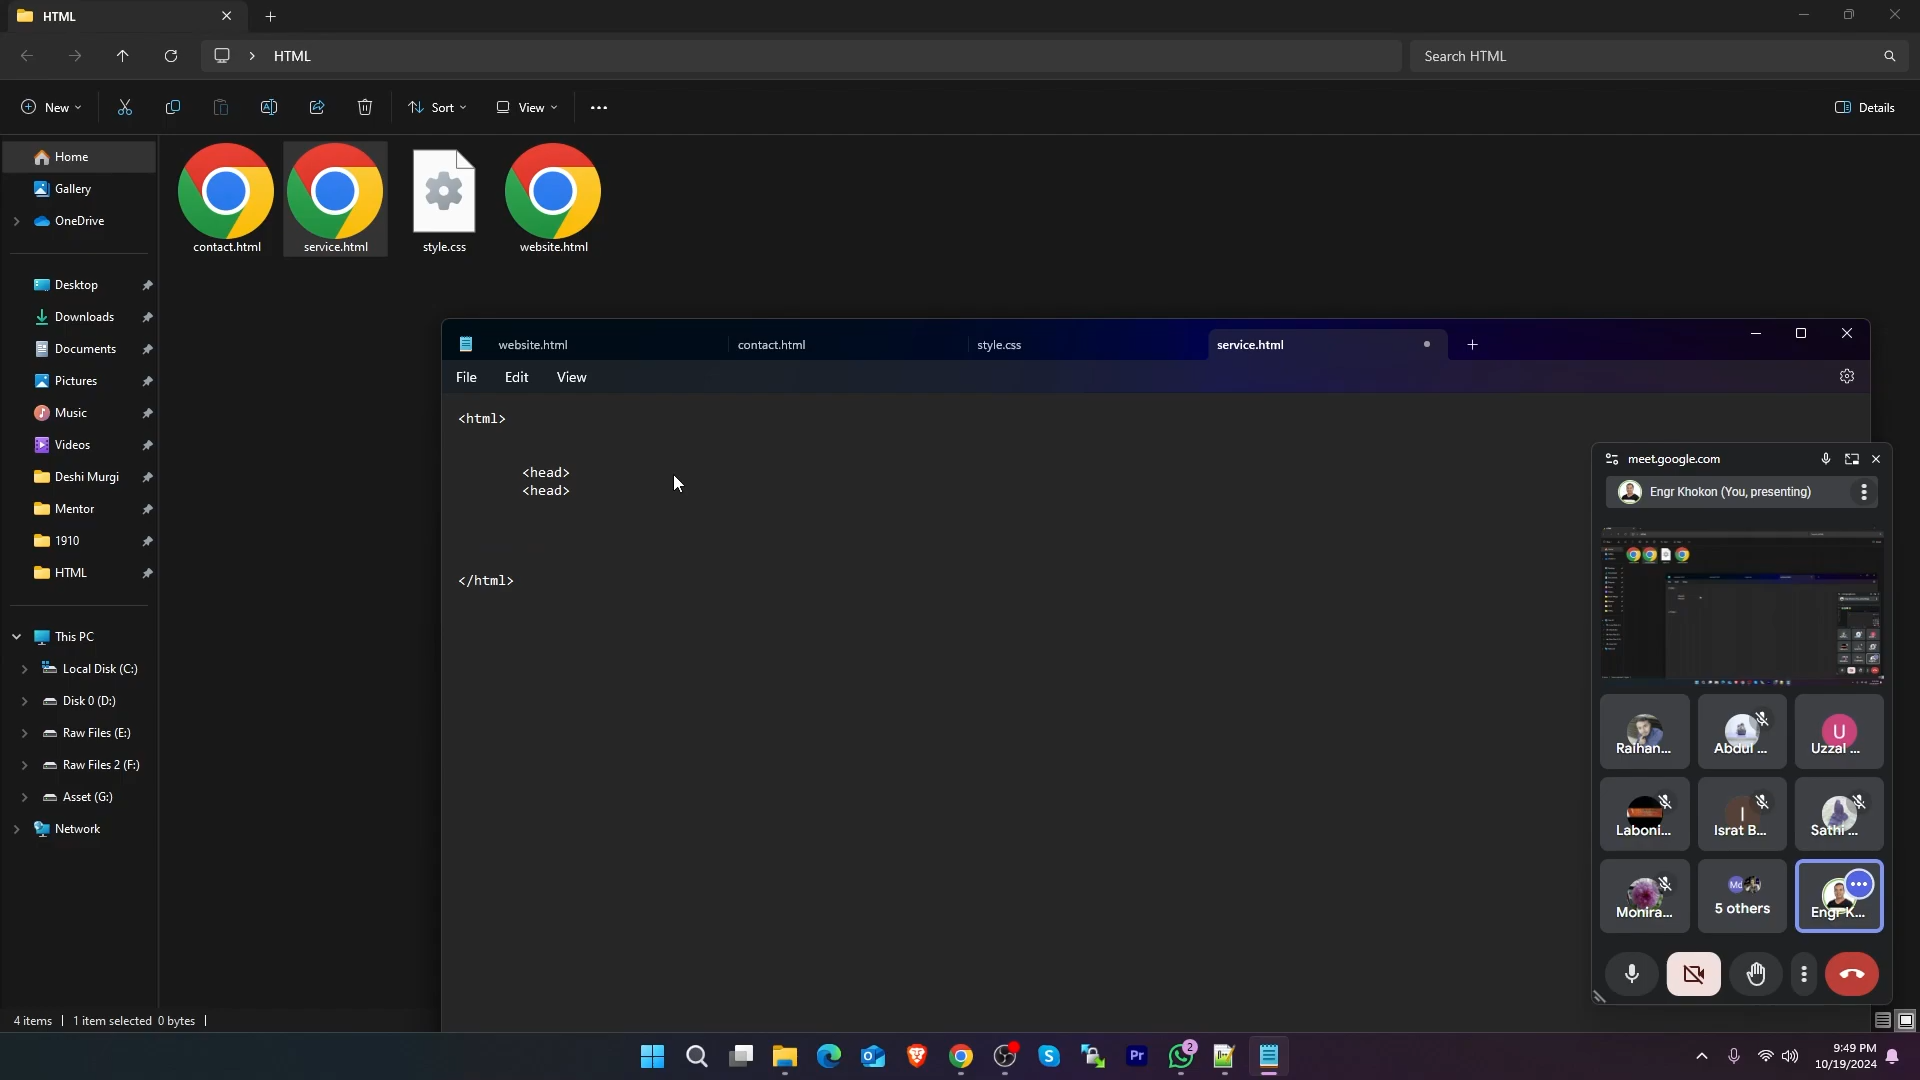 HTML
HTML
Search HTML
New
Sort
View
Details
Home
Gallery
OneDrive
Desktop
Downloads
Documents
Pictures
Music
Videos
Deshi Murgi
Mentor
1910
HTML
This PC
Local Disk (C:)
Disk 0 (D:)
Raw Files (E:)
Raw Files 2 (F:)
Asset (G:)
Network
contact.html
service.html
style.css
website.html
website.html
contact.html
style.css
service.html
File
Edit
View
<html>
<head>
<head>
</html>
meet.google.com
Engr Khokon (You, presenting)
Raihan...
Abdul ...
U
Uzzal ...
Laboni...
I
Israt B...
Sathi ...
Monira...
5 others
Engr K...
4 items
1 item selected 0 bytes
Pr
2
9:49 PM
10/19/2024